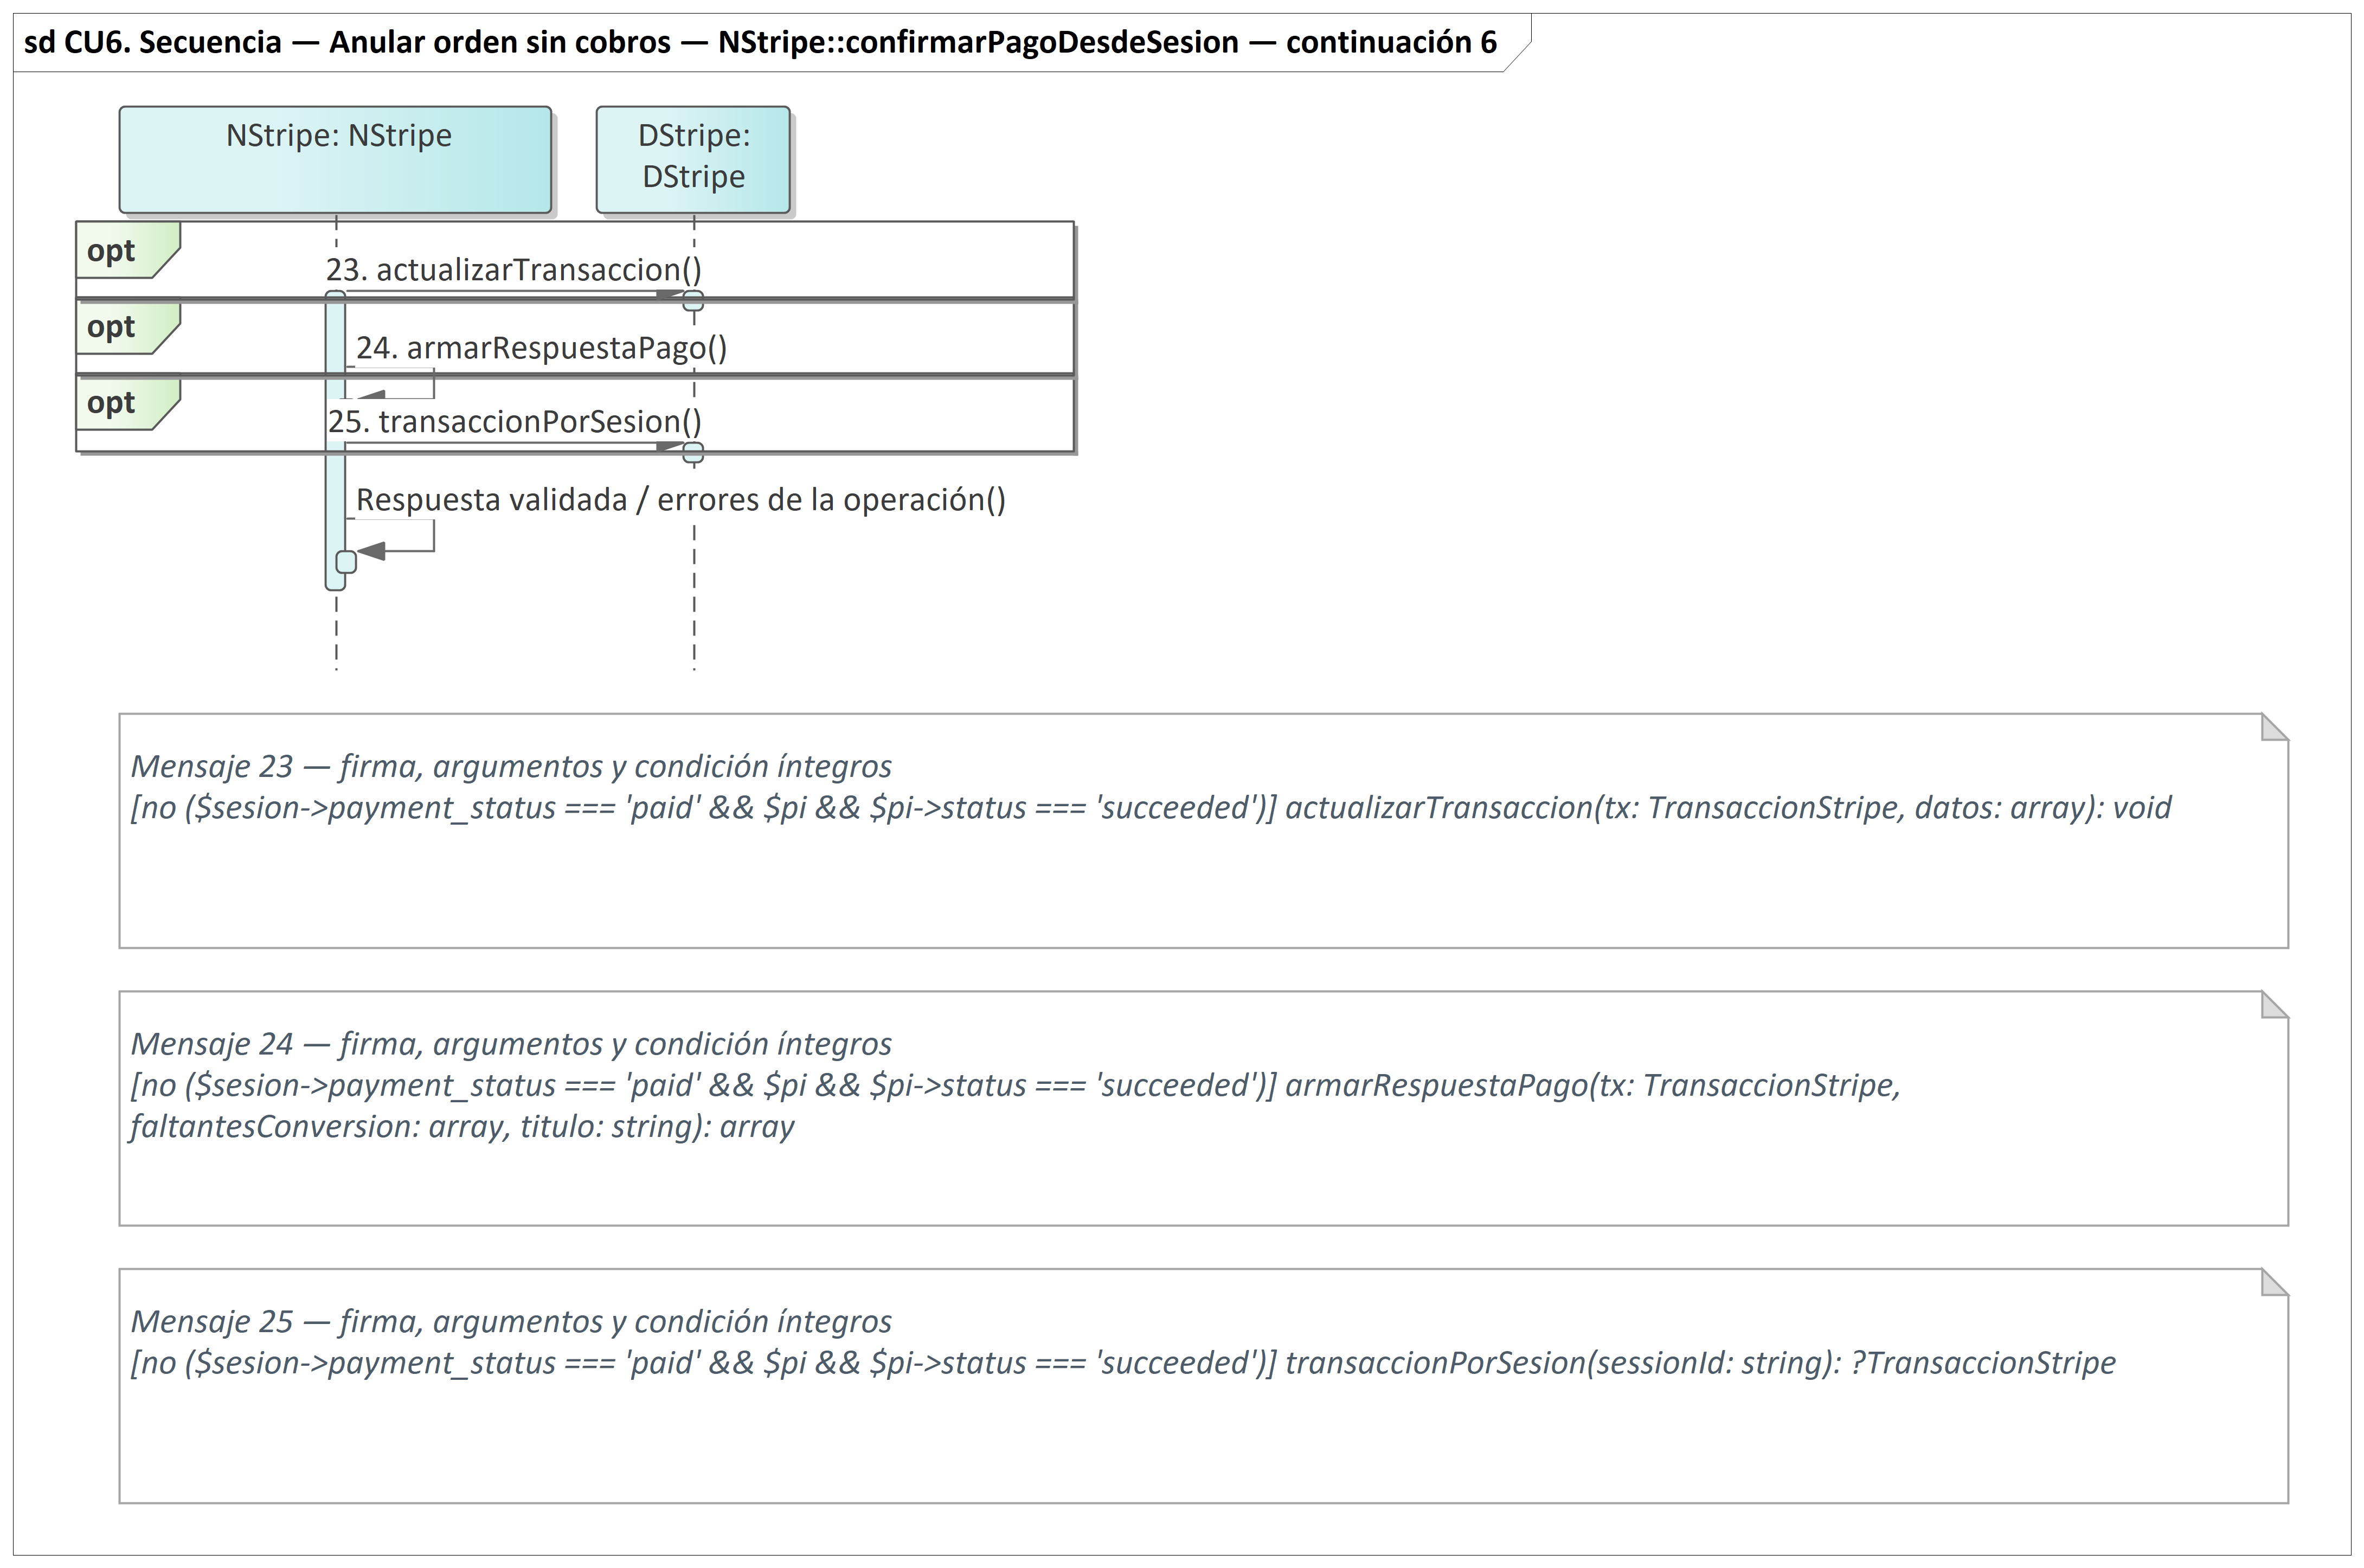 sd CU6. Secuencia — Anular orden sin cobros — NStripe::confirmarPagoDesdeSesion — continuación 6
NStripe: NStripe
DStripe:
DStripe
opt
23. actualizarTransaccion()
opt
24. armarRespuestaPago()
opt
25. transaccionPorSesion()
Respuesta validada / errores de la operación()
Mensaje 23 — firma, argumentos y condición íntegros
[no ($sesion->payment_status === 'paid' && $pi && $pi->status === 'succeeded')] actualizarTransaccion(tx: TransaccionStripe, datos: array): void
Mensaje 24 — firma, argumentos y condición íntegros
[no ($sesion->payment_status === 'paid' && $pi && $pi->status === 'succeeded')] armarRespuestaPago(tx: TransaccionStripe,
faltantesConversion: array, titulo: string): array
Mensaje 25 — firma, argumentos y condición íntegros
[no ($sesion->payment_status === 'paid' && $pi && $pi->status === 'succeeded')] transaccionPorSesion(sessionId: string): ?TransaccionStripe